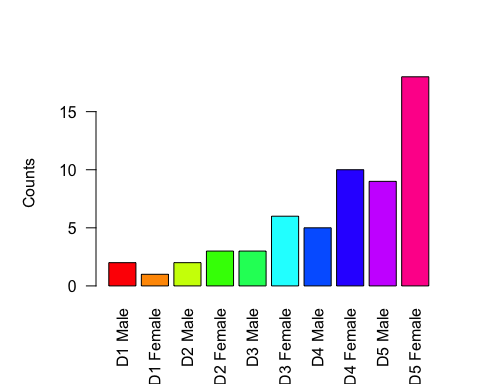 Counts
15
10
5
0
D1 Male
D1 Female
D2 Male
D2 Female
D3 Male
D3 Female
D4 Male
D4 Female
D5 Male
D5 Female